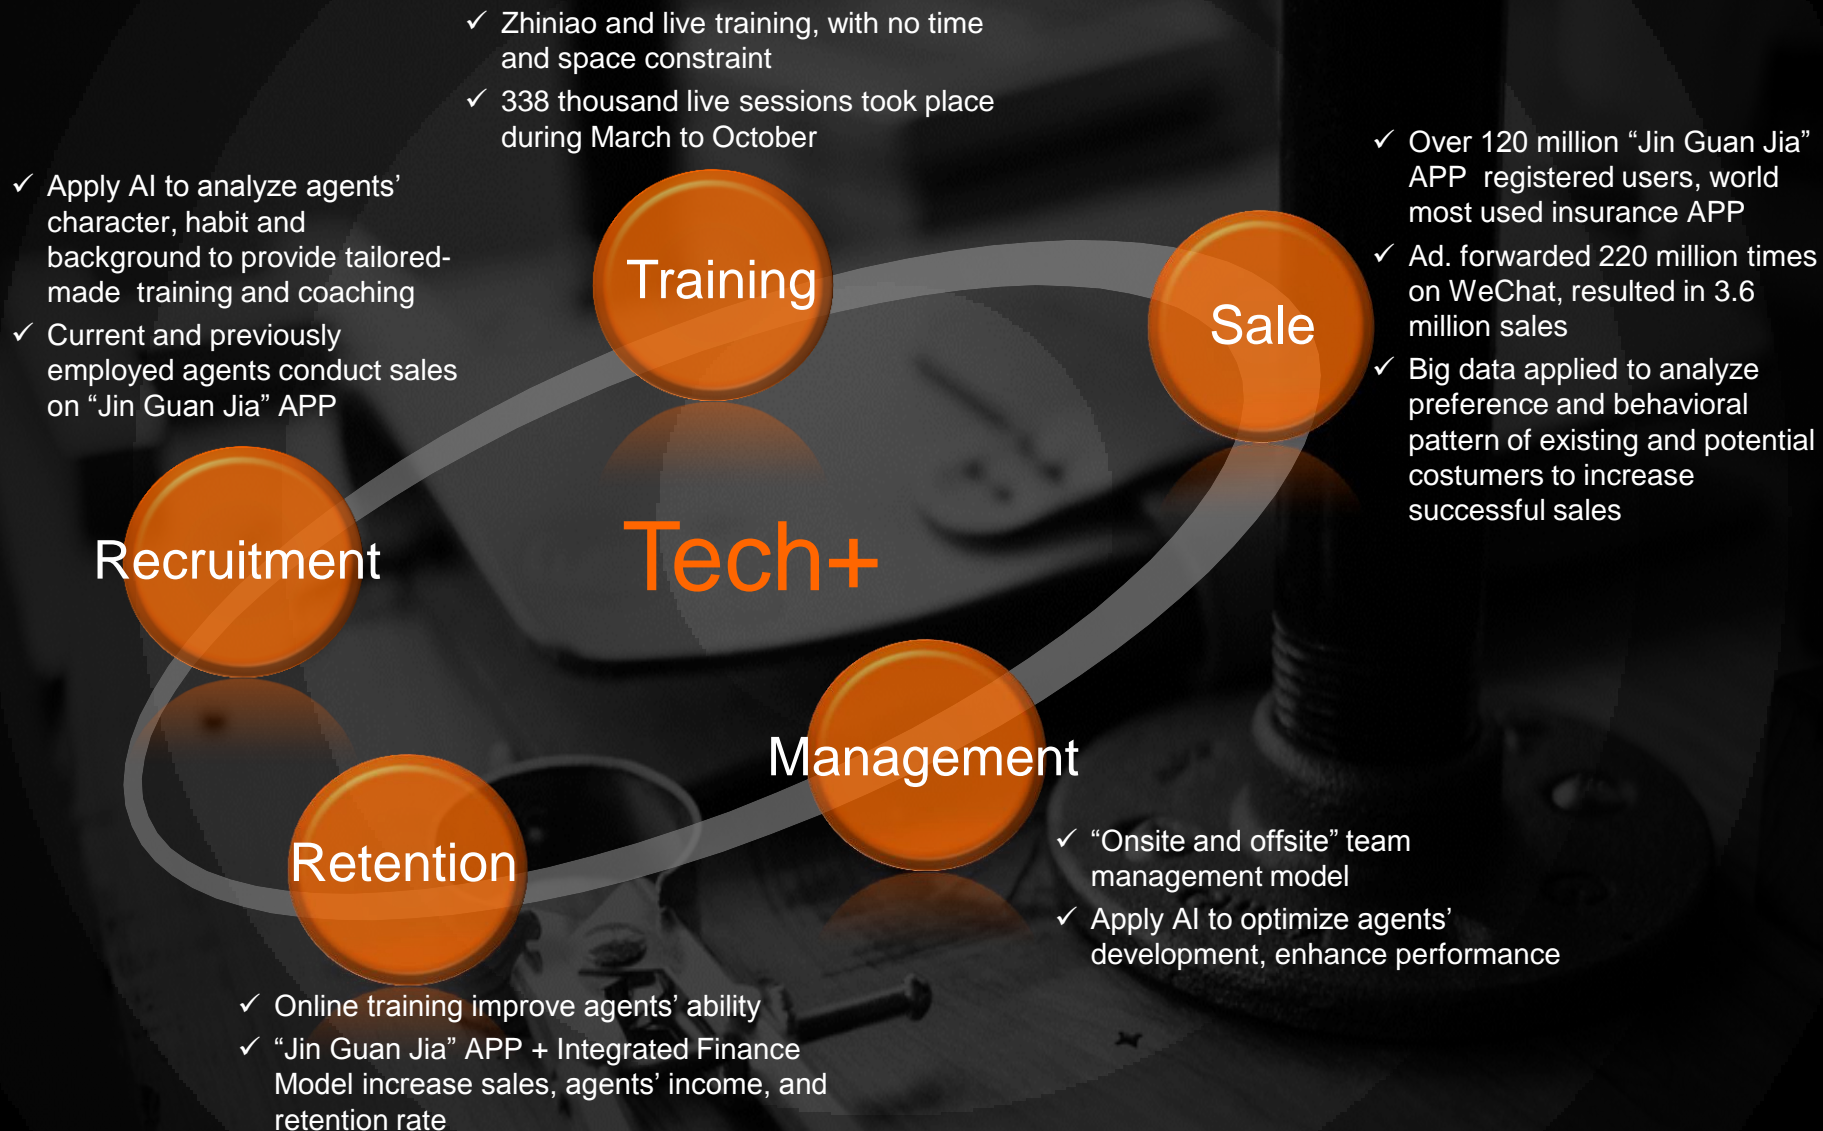 ✓ Zhiniao and live training, with no time
and space constraint
✓ 338 thousand live sessions took place
during March to October
Training
✓ Apply AI to analyze agents’
character, habit and
background to provide tailored-
made training and coaching
✓ Current and previously
employed agents conduct sales
on “Jin Guan Jia” APP
Recruitment
✓ Over 120 million “Jin Guan Jia”
APP registered users, world
most used insurance APP
✓ Ad. forwarded 220 million times
on WeChat, resulted in 3.6
million sales
✓ Big data applied to analyze
preference and behavioral
pattern of existing and potential
costumers to increase
successful sales
Sale
Tech+
Management
✓ “Onsite and offsite” team
management model
✓ Apply AI to optimize agents’
development, enhance performance
Retention
✓ Online training improve agents’ ability
✓ “Jin Guan Jia” APP + Integrated Finance
Model increase sales, agents’ income, and
retention rate